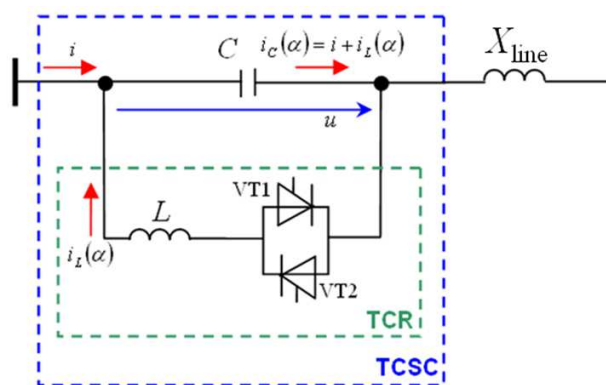 i
C
i_C(α) = i + i_L(α)
X_line
u
VT1
L
i_L(α)
VT2
TCR
TCSC